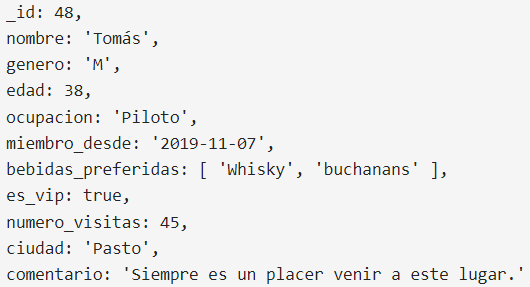 _id: 48,
nombre: 'Tomás',
genero: 'M',
edad: 38,
ocupacion: 'Piloto',
miembro_desde: '2019-11-07',
bebidas_preferidas: [ 'Whisky', 'buchanans' ],
es_vip: true,
numero_visitas: 45,
ciudad: 'Pasto',
comentario: 'Siempre es un placer venir a este lugar.'